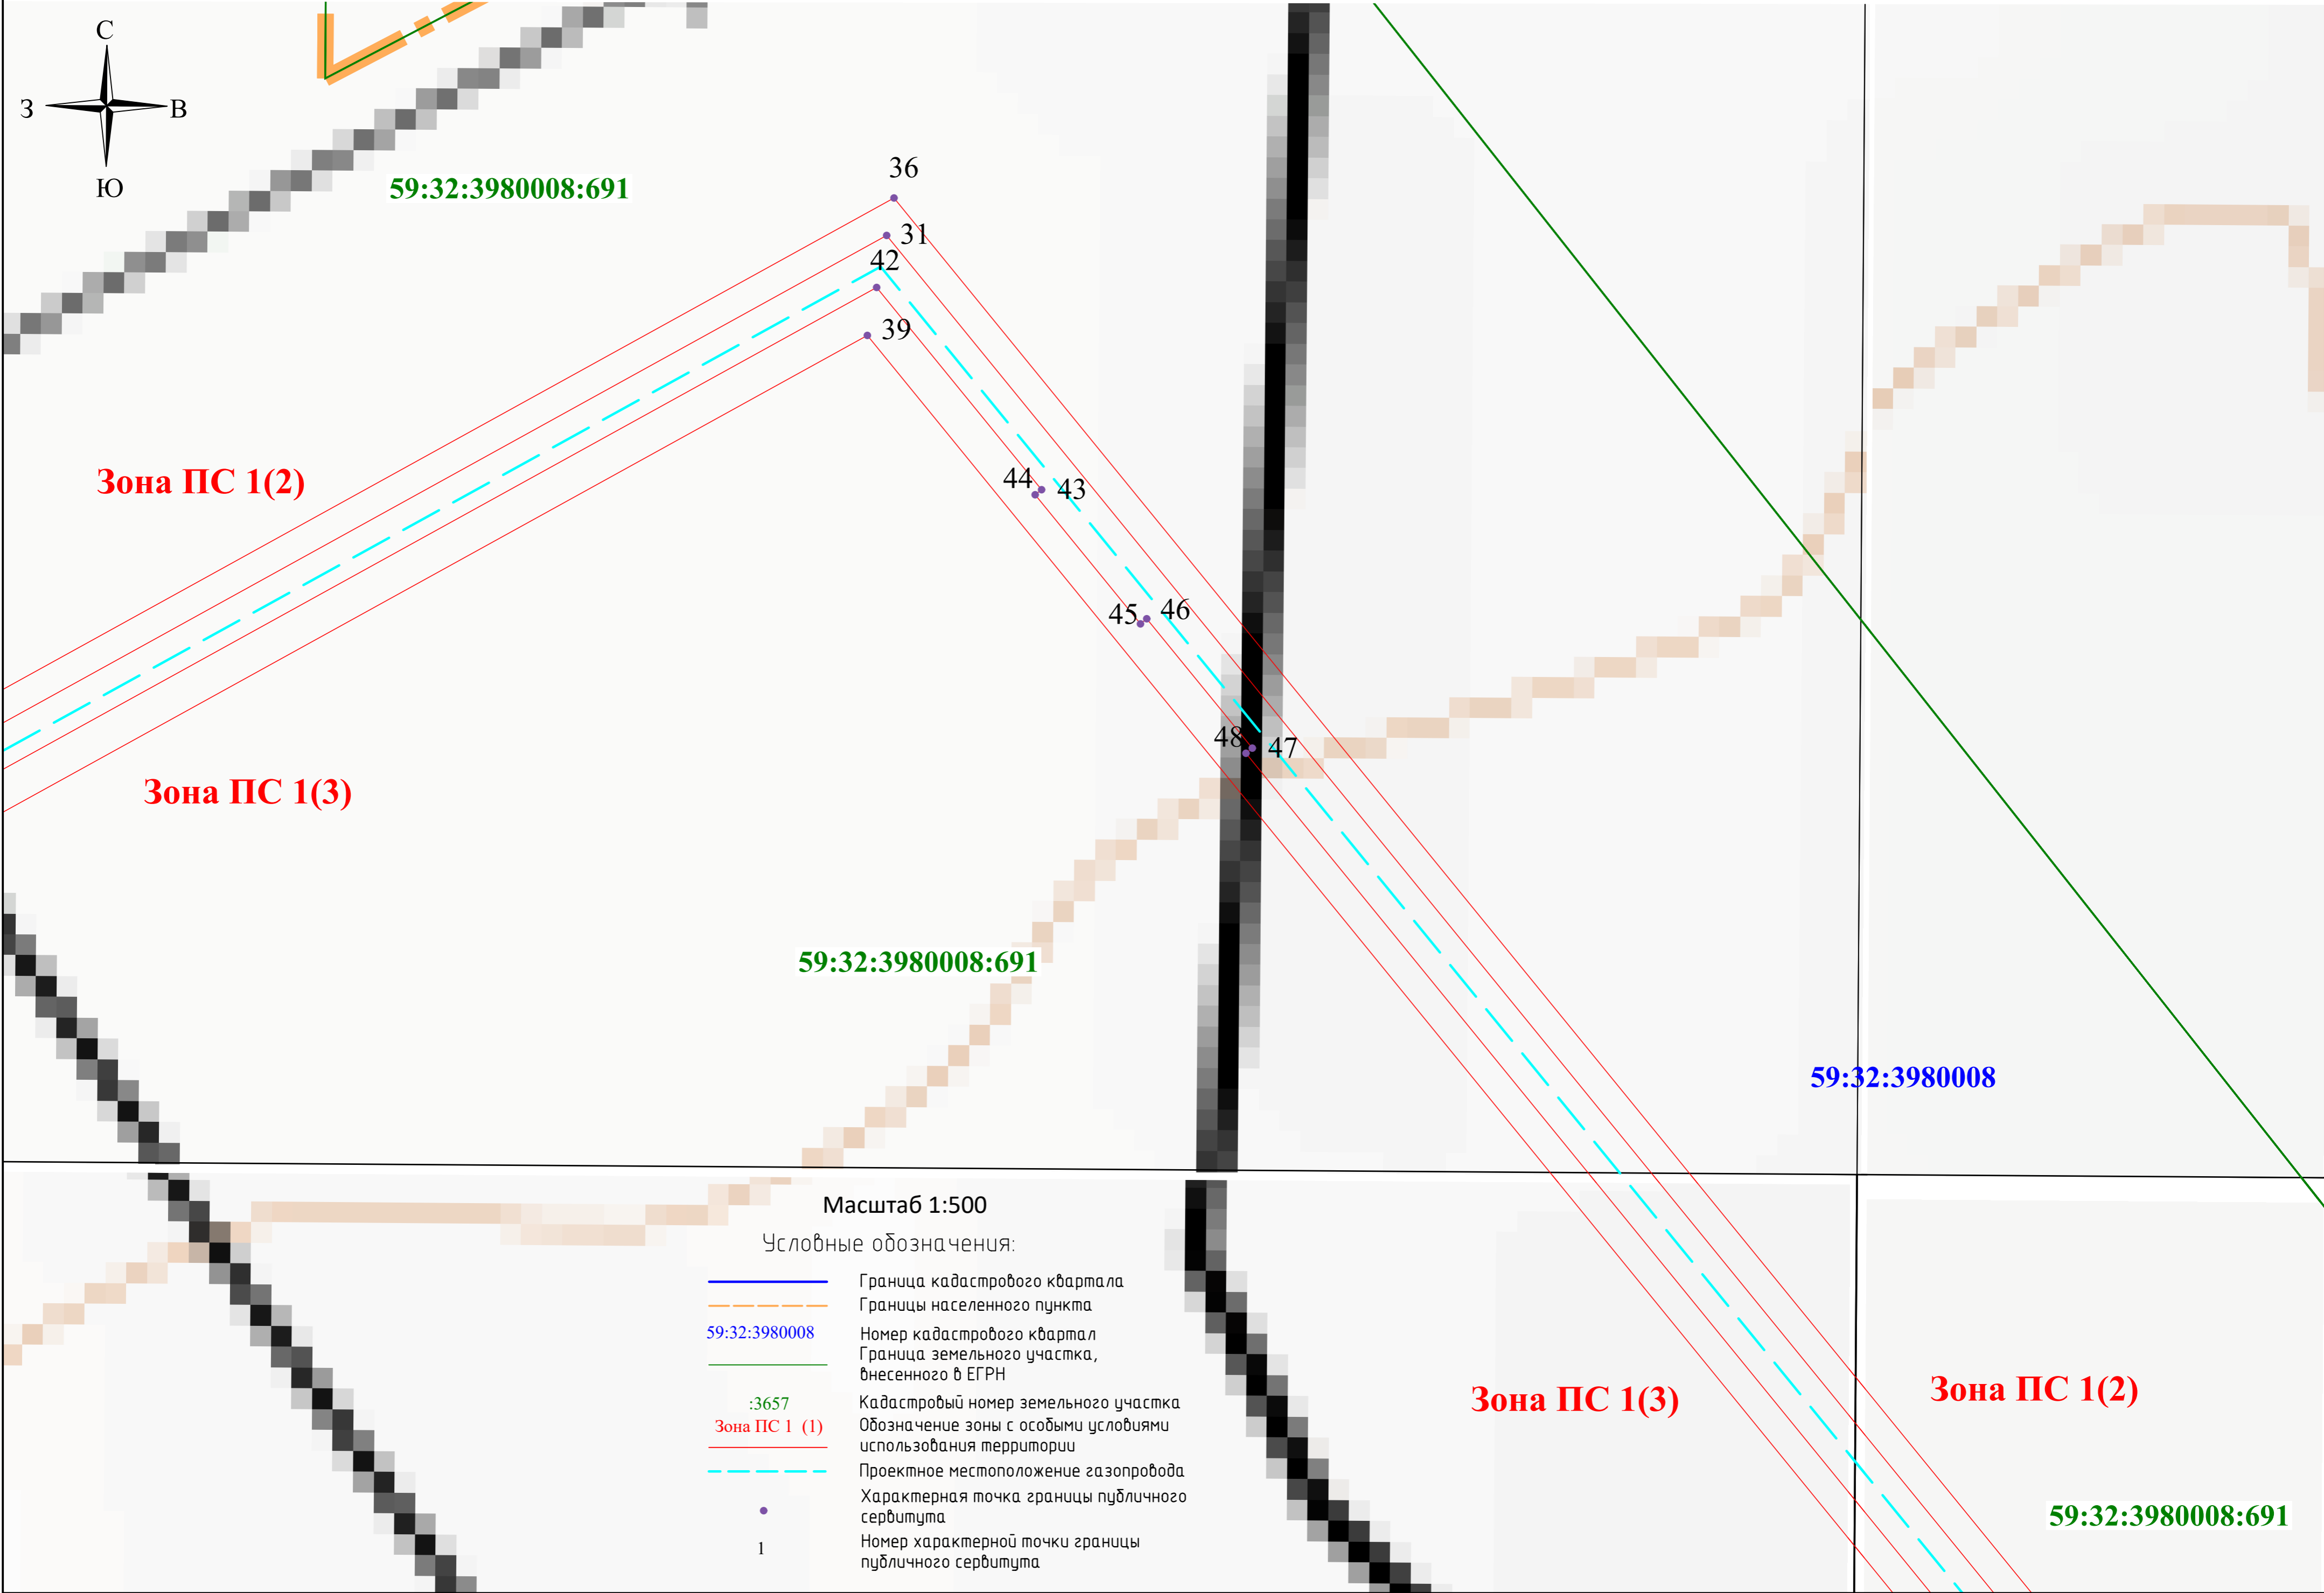 С
З
В
Ю
59:32:3980008:691
36
31
42
39
44
43
Зона ПС 1(2)
45
46
48
47
Зона ПС 1(3)
59:32:3980008:691
59:32:3980008
Масштаб 1:500
Условные обозначения:
Граница кадастрового квартала
Границы населенного пункта
59:32:3980008
Номер кадастрового квартал
Граница земельного участка,
внесенного в ЕГРН
:3657
Кадастровый номер земельного участка
Зона ПС 1 (1)
Обозначение зоны с особыми условиями
использования территории
Проектное местоположение газопровода
Характерная точка границы публичного
сервитута
1
Номер характерной точки границы
публичного сервитута
Зона ПС 1(3)
Зона ПС 1(2)
59:32:3980008:691